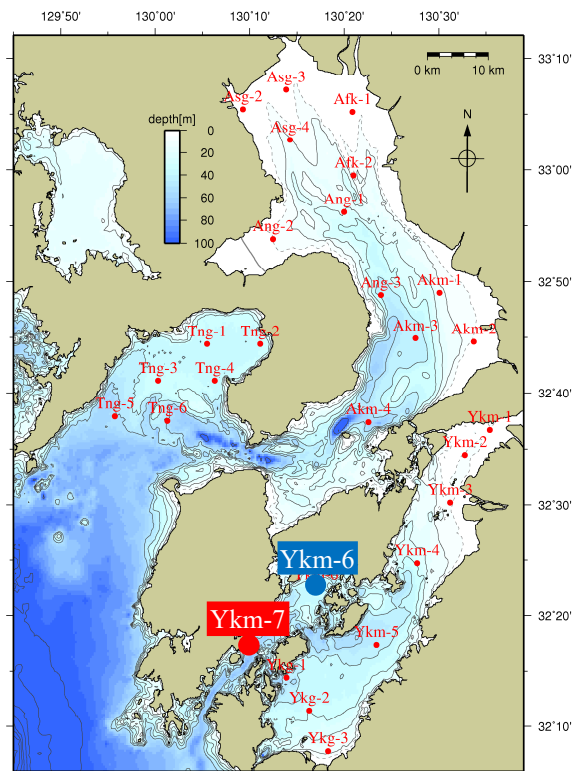 129˚50' 130˚00' 130˚10' 130˚20' 130˚30'
33˚10'
33˚00'
32˚50'
32˚40'
32˚30'
32˚20'
32˚10'
0 km 10 km
depth[m]
0
20
40
60
80
100
N
Asg-3
Asg-2
Afk-1
Asg-4
Afk-2
Ang-1
Ang-2
Ang-3
Akm-1
Akm-3
Akm-2
Tng-1
Tng-2
Tng-3
Tng-4
Tng-5
Tng-6
Akm-4
Ykm-1
Ykm-2
Ykm-3
Ykm-4
Ykm-6
Ykm-7
Ykm-5
Ykg-1
Ykg-2
Ykg-3